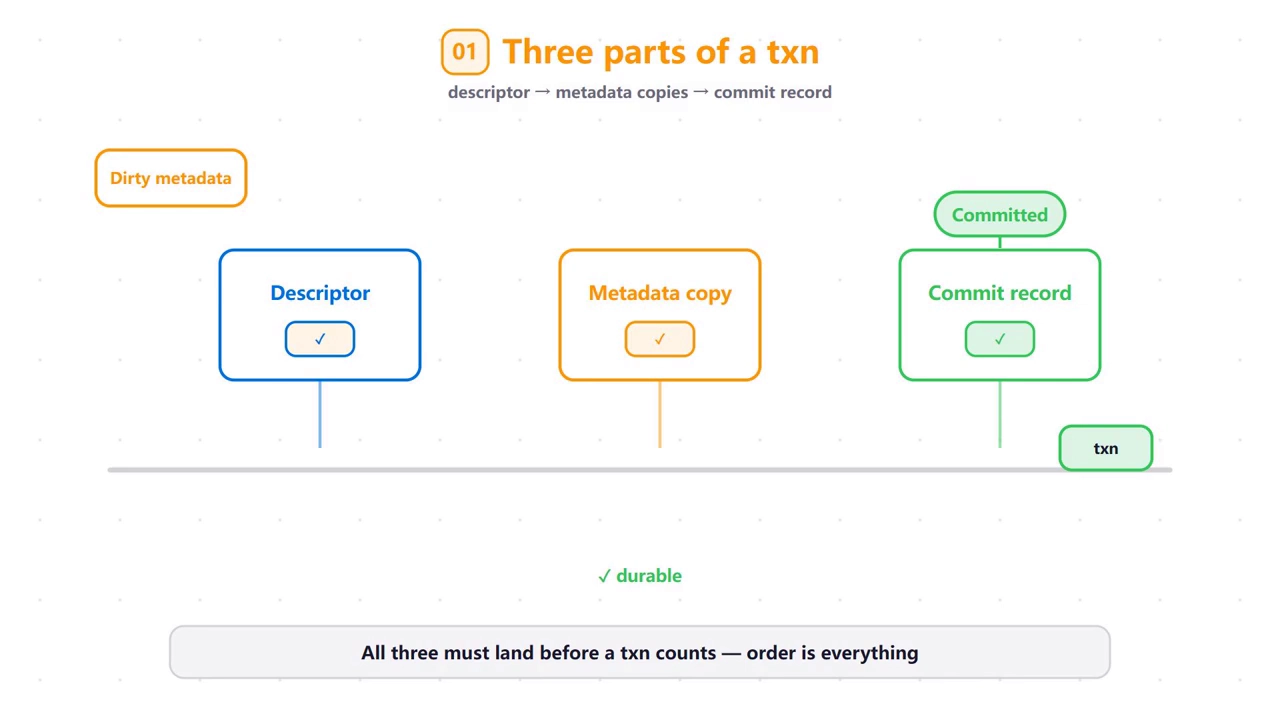 01 Three parts of a txn
descriptor → metadata copies → commit record
Dirty metadata
Committed
Descriptor
Metadata copy
Commit record
✓
✓
✓
txn
✓ durable
All three must land before a txn counts — order is everything